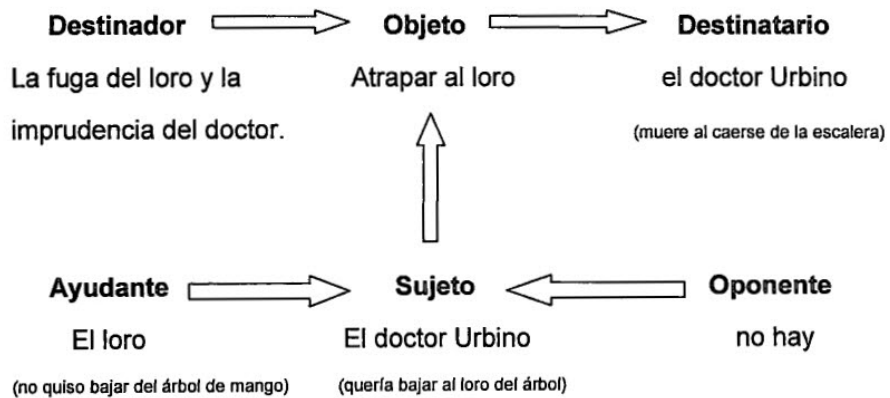 Destinador Objeto Destinatario
La fuga del loro y la Atrapar al loro el doctor Urbino
imprudencia del doctor. (muere al caerse de la escalera)
Ayudante Sujeto Oponente
El loro El doctor Urbino no hay
(no quiso bajar del árbol de mango) (quería bajar al loro del árbol)